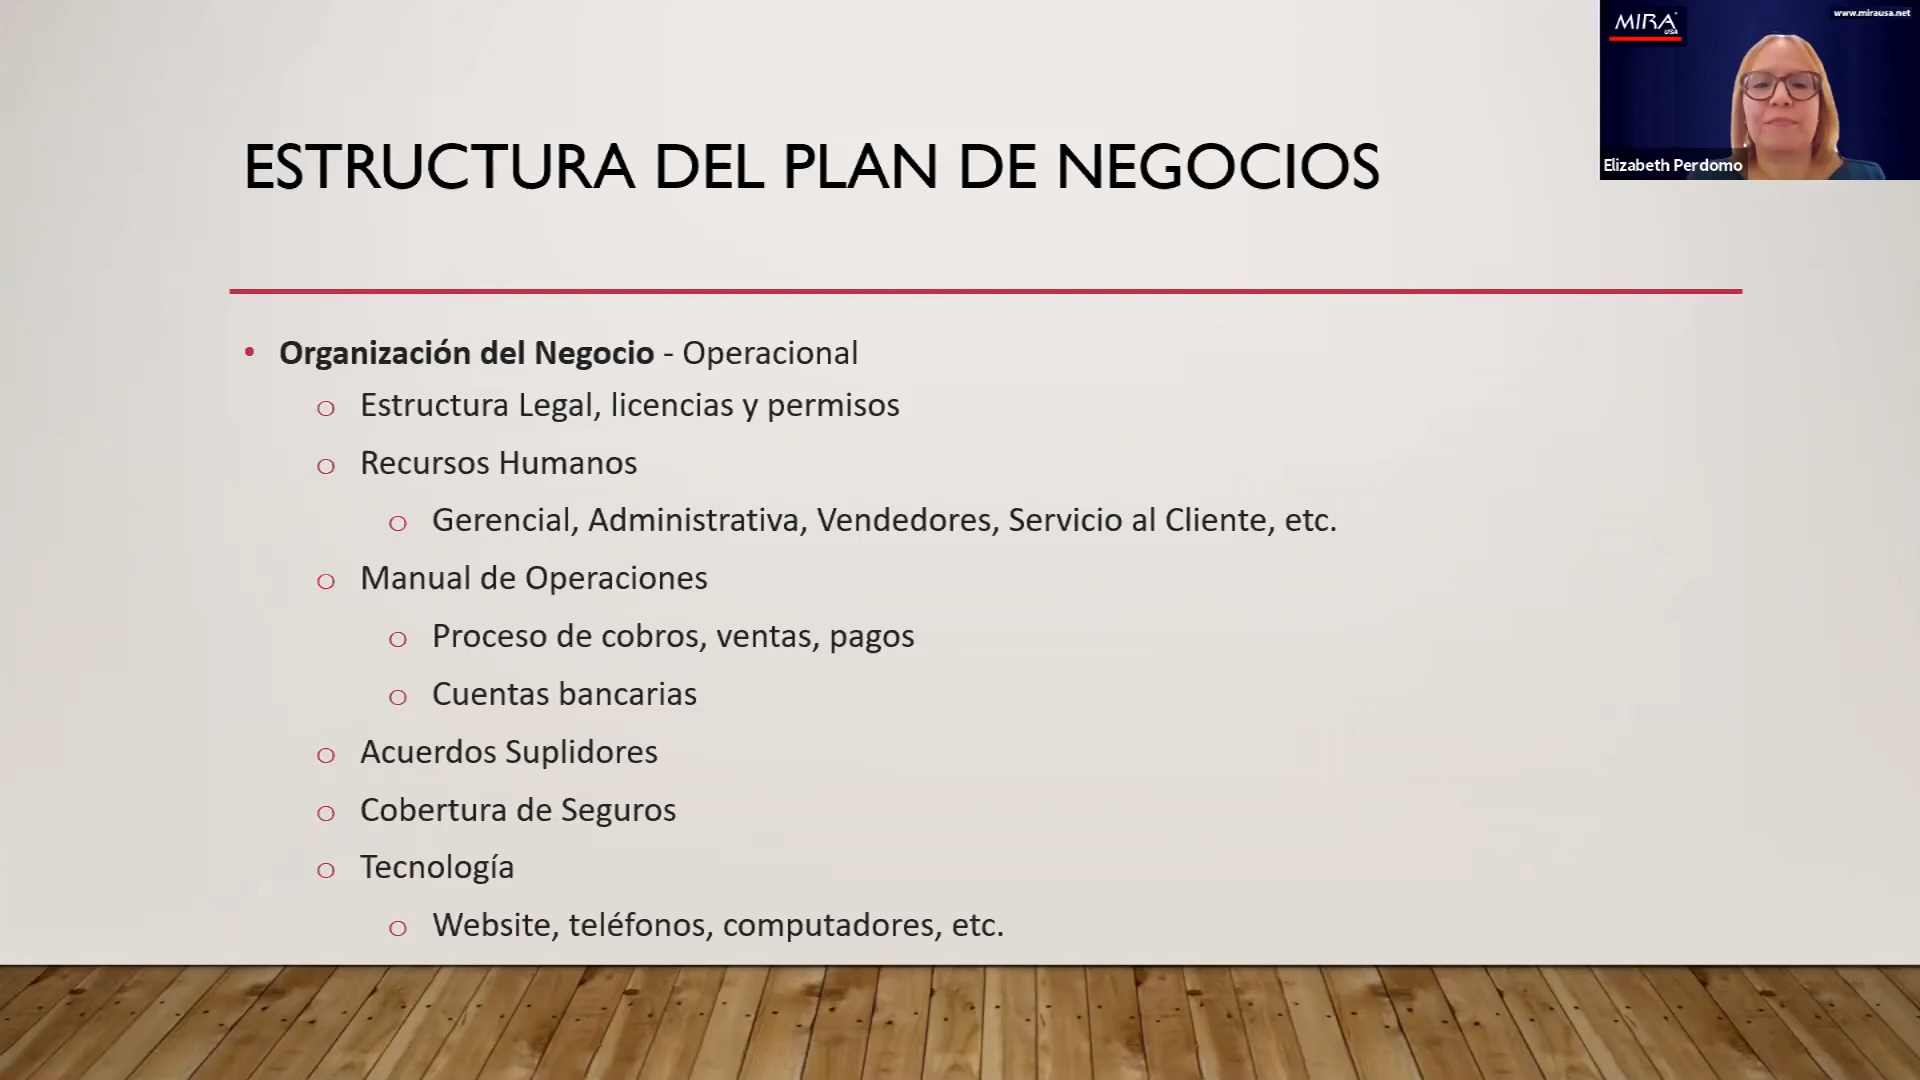 MIRA
USA
www.mirausa.net
Elizabeth Perdomo
ESTRUCTURA DEL PLAN DE NEGOCIOS
• Organización del Negocio - Operacional
o Estructura Legal, licencias y permisos
o Recursos Humanos
o Gerencial, Administrativa, Vendedores, Servicio al Cliente, etc.
o Manual de Operaciones
o Proceso de cobros, ventas, pagos
o Cuentas bancarias
o Acuerdos Suplidores
o Cobertura de Seguros
o Tecnología
o Website, teléfonos, computadores, etc.